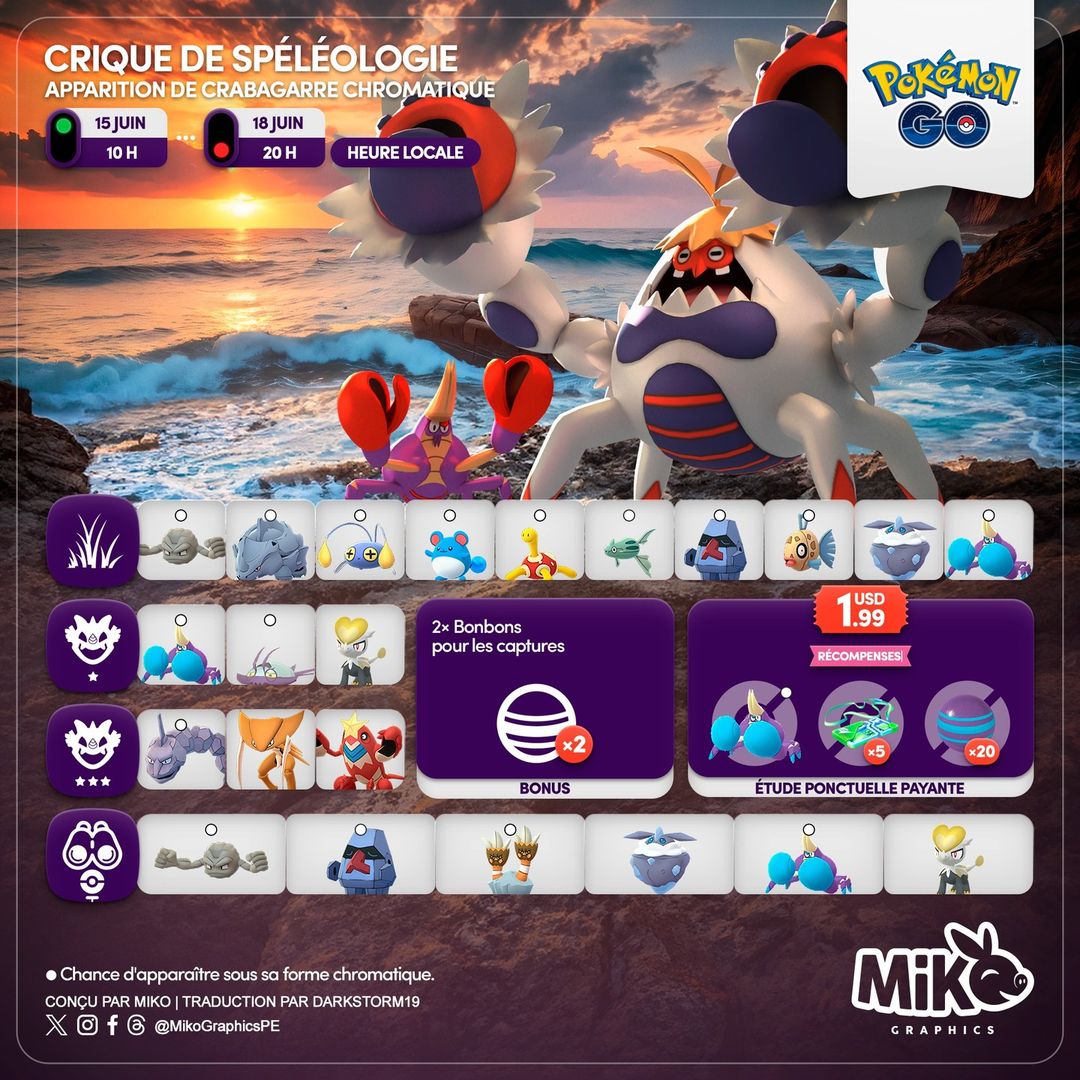 CRIQUE DE SPÉLÉOLOGIE
APPARITION DE CRABAGARRE CHROMATIQUE
15 JUIN
10 H
...
18 JUIN
20 H
HEURE LOCALE
POKéMON
GO
2× Bonbons
pour les captures
×2
BONUS
1.99 USD
RÉCOMPENSES!
×5
×20
ÉTUDE PONCTUELLE PAYANTE
● Chance d'apparaître sous sa forme chromatique.
CONÇU PAR MIKO | TRADUCTION PAR DARKSTORM19
@MikoGraphicsPE
MiKO
GRAPHICS